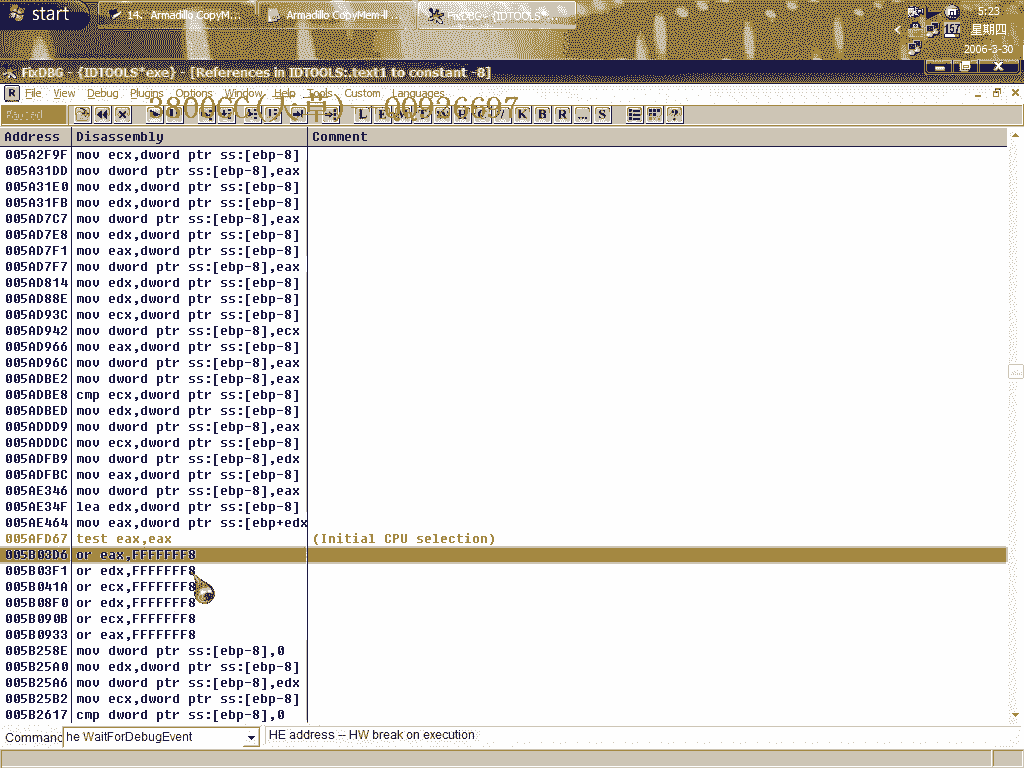 start
14. Armadillo CopyM...
Armadillo CopyMem-II ...
FixDBG - {IDTOOLS*...
5:23
星期四
2006-3-30
FixDBG - {IDTOOLS*exe} - [References in IDTOOLS:.text1 to constant -8]
File View Debug Plugins Options Window Help Tools Custom Languages
Paused
3800CC(天草) QQ936697
K B R ... S
?
Address Disassembly Comment
005A2F9F mov ecx,dword ptr ss:[ebp-8]
005A31DD mov dword ptr ss:[ebp-8],eax
005A31E0 mov edx,dword ptr ss:[ebp-8]
005A31FB mov edx,dword ptr ss:[ebp-8]
005AD7C7 mov dword ptr ss:[ebp-8],eax
005AD7E8 mov edx,dword ptr ss:[ebp-8]
005AD7F1 mov eax,dword ptr ss:[ebp-8]
005AD7F7 mov dword ptr ss:[ebp-8],eax
005AD814 mov edx,dword ptr ss:[ebp-8]
005AD88E mov edx,dword ptr ss:[ebp-8]
005AD93C mov ecx,dword ptr ss:[ebp-8]
005AD942 mov dword ptr ss:[ebp-8],ecx
005AD966 mov eax,dword ptr ss:[ebp-8]
005AD96C mov dword ptr ss:[ebp-8],eax
005ADBE2 mov dword ptr ss:[ebp-8],eax
005ADBE8 cmp ecx,dword ptr ss:[ebp-8]
005ADBED mov edx,dword ptr ss:[ebp-8]
005ADDD9 mov dword ptr ss:[ebp-8],eax
005ADDDC mov ecx,dword ptr ss:[ebp-8]
005ADFB9 mov dword ptr ss:[ebp-8],edx
005ADFBC mov eax,dword ptr ss:[ebp-8]
005AE346 mov dword ptr ss:[ebp-8],eax
005AE34F lea edx,dword ptr ss:[ebp-8]
005AE464 mov eax,dword ptr ss:[ebp+edx
005AFD67 test eax,eax (Initial CPU selection)
005B03D6 or eax,FFFFFFF8
005B03F1 or edx,FFFFFFF8
005B041A or ecx,FFFFFFF8
005B08F0 or edx,FFFFFFF8
005B090B or ecx,FFFFFFF8
005B0933 or eax,FFFFFFF8
005B258E mov dword ptr ss:[ebp-8],0
005B25A0 mov edx,dword ptr ss:[ebp-8]
005B25A6 mov dword ptr ss:[ebp-8],edx
005B25B2 mov ecx,dword ptr ss:[ebp-8]
005B2617 cmp dword ptr ss:[ebp-8],0
Command he WaitForDebugEvent HE address -- HW break on execution